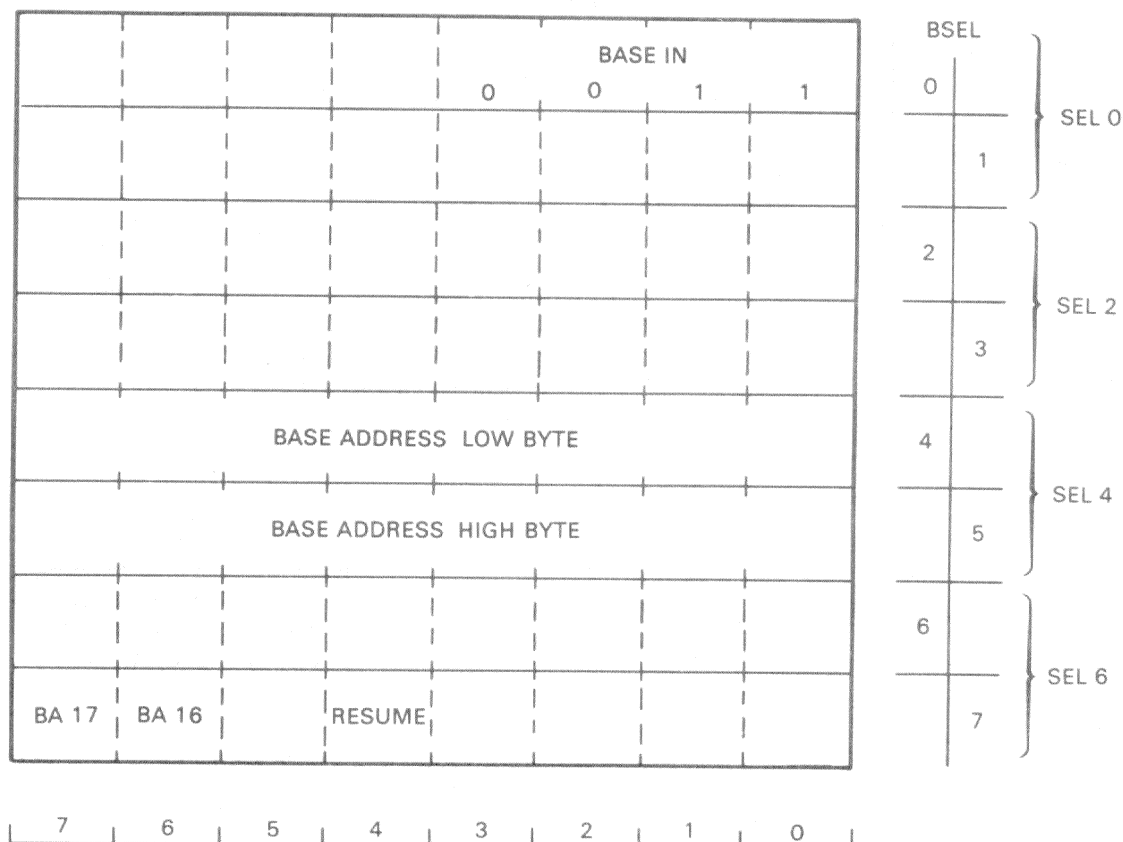 BSEL
BASE IN
0 0 1 1
0
SEL 0
1
2
SEL 2
3
BASE ADDRESS LOW BYTE
4
SEL 4
BASE ADDRESS HIGH BYTE
5
6
SEL 6
BA 17 BA 16 RESUME
7
7 6 5 4 3 2 1 0